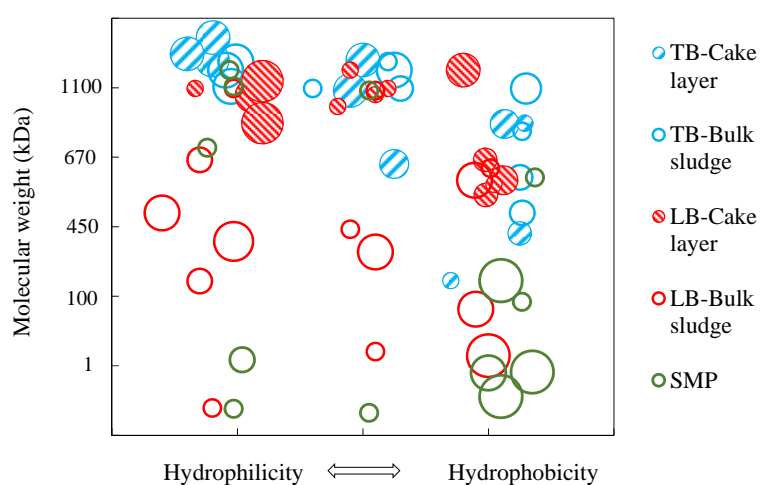 Molecular weight (kDa)
1100
670
450
100
1
Hydrophilicity
Hydrophobicity
TB-Cake
layer
TB-Bulk
sludge
LB-Cake
layer
LB-Bulk
sludge
SMP